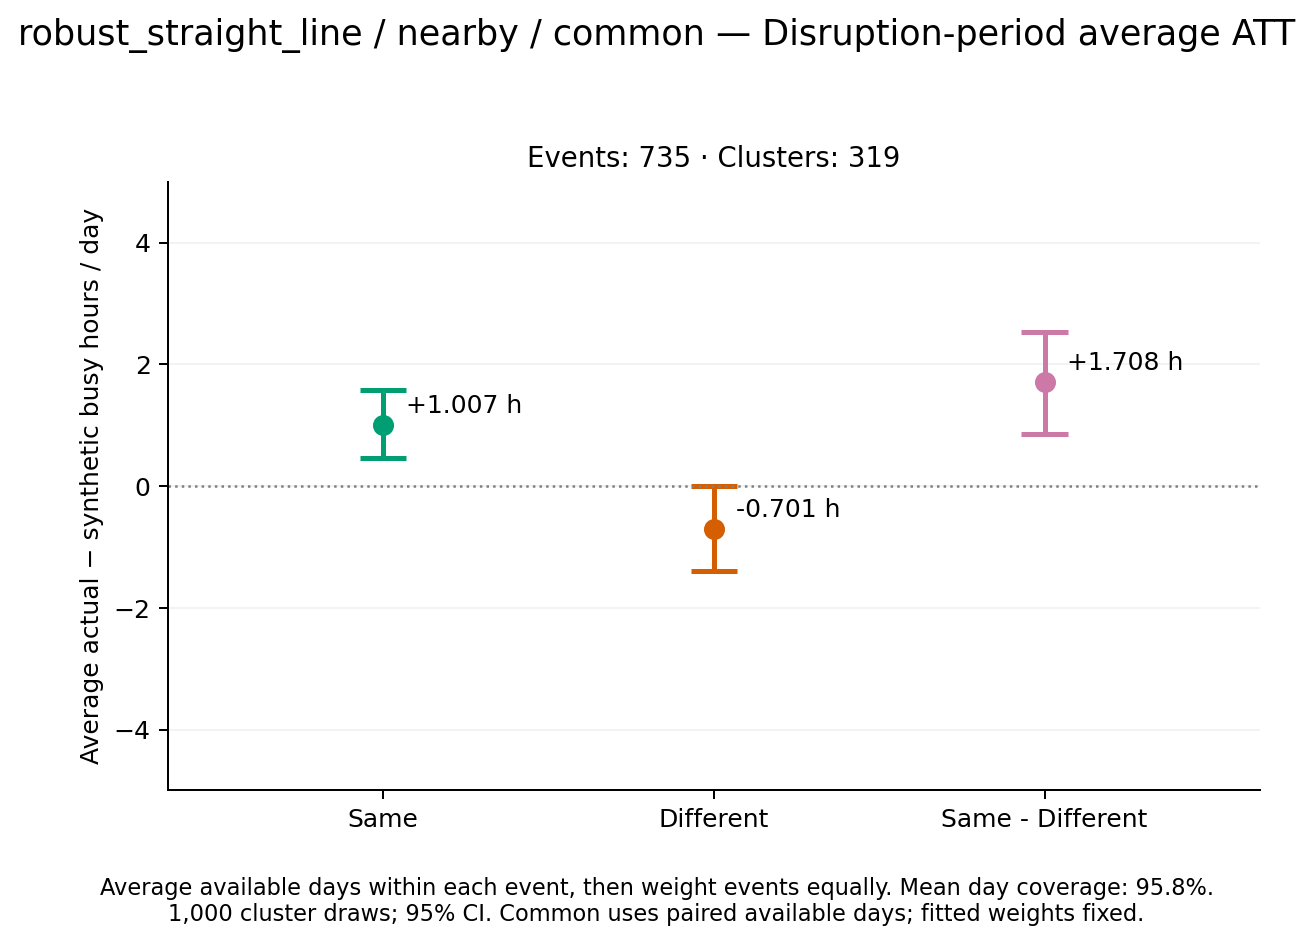 robust_straight_line / nearby / common — Disruption-period average ATT
Events: 735 · Clusters: 319
Average actual − synthetic busy hours / day
4
2
0
−2
−4
+1.007 h
-0.701 h
+1.708 h
Same
Different
Same - Different
Average available days within each event, then weight events equally. Mean day coverage: 95.8%.
1,000 cluster draws; 95% CI. Common uses paired available days; fitted weights fixed.